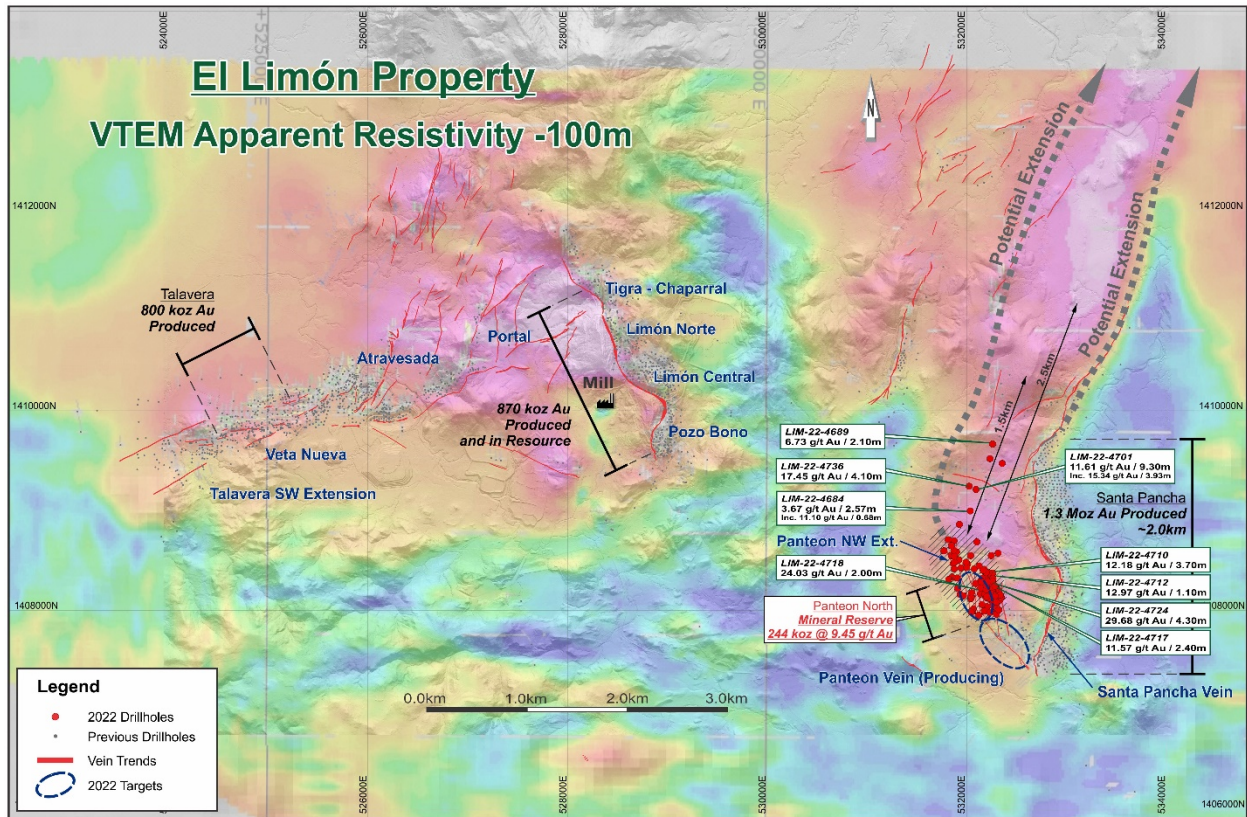 524000E
+525000E
526000E
528000E
530000E
532000E
534000E
El Limón Property
VTEM Apparent Resistivity -100m
N
1412000N
1412000N
Potential Extension
Potential Extension
Talavera
800 koz Au
Produced
Tigra - Chaparral
Limón Norte
Portal
Atravesada
Limón Central
Mill
870 koz Au
Produced
and in Resource
Pozo Bono
1410000N
1410000N
2.5km
1.5km
Veta Nueva
Talavera SW Extension
LIM-22-4689
6.73 g/t Au / 2.10m
LIM-22-4736
17.45 g/t Au / 4.10m
LIM-22-4684
3.67 g/t Au / 2.57m
Inc. 11.10 g/t Au / 0.68m
LIM-22-4701
11.61 g/t Au / 9.30m
Inc. 15.34 g/t Au / 3.93m
Santa Pancha
1.3 Moz Au Produced
~2.0km
Panteon NW Ext.
LIM-22-4718
24.03 g/t Au / 2.00m
LIM-22-4710
12.18 g/t Au / 3.70m
LIM-22-4712
12.97 g/t Au / 1.10m
LIM-22-4724
29.68 g/t Au / 4.30m
LIM-22-4717
11.57 g/t Au / 2.40m
1408000N
08000N
Panteon North
Mineral Reserve
244 koz @ 9.45 g/t Au
Panteon Vein (Producing)
Santa Pancha Vein
0.0km 1.0km 2.0km 3.0km
Legend
2022 Drillholes
Previous Drillholes
Vein Trends
2022 Targets
526000E
528000E
530000E
532000E
534000E
1406000N